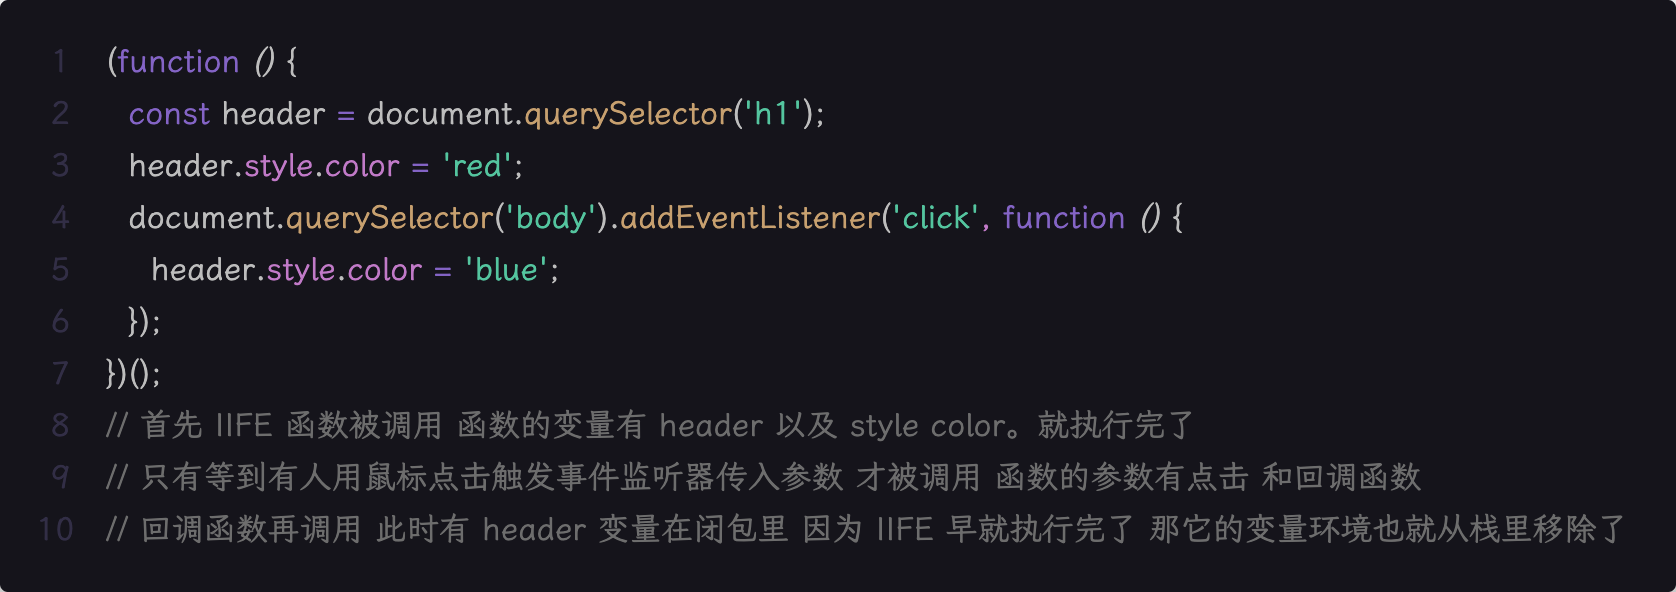 1 (function () {
2 const header = document.querySelector('h1');
3 header.style.color = 'red';
4 document.querySelector('body').addEventListener('click', function () {
5 header.style.color = 'blue';
6 });
7 })();
8 // 首先 IIFE 函数被调用 函数的变量有 header 以及 style color。就执行完了
9 // 只有等到有人用鼠标点击触发事件监听器传入参数 才被调用 函数的参数有点击 和回调函数
10 // 回调函数再调用 此时有 header 变量在闭包里 因为 IIFE 早就执行完了 那它的变量环境也就从栈里移除了